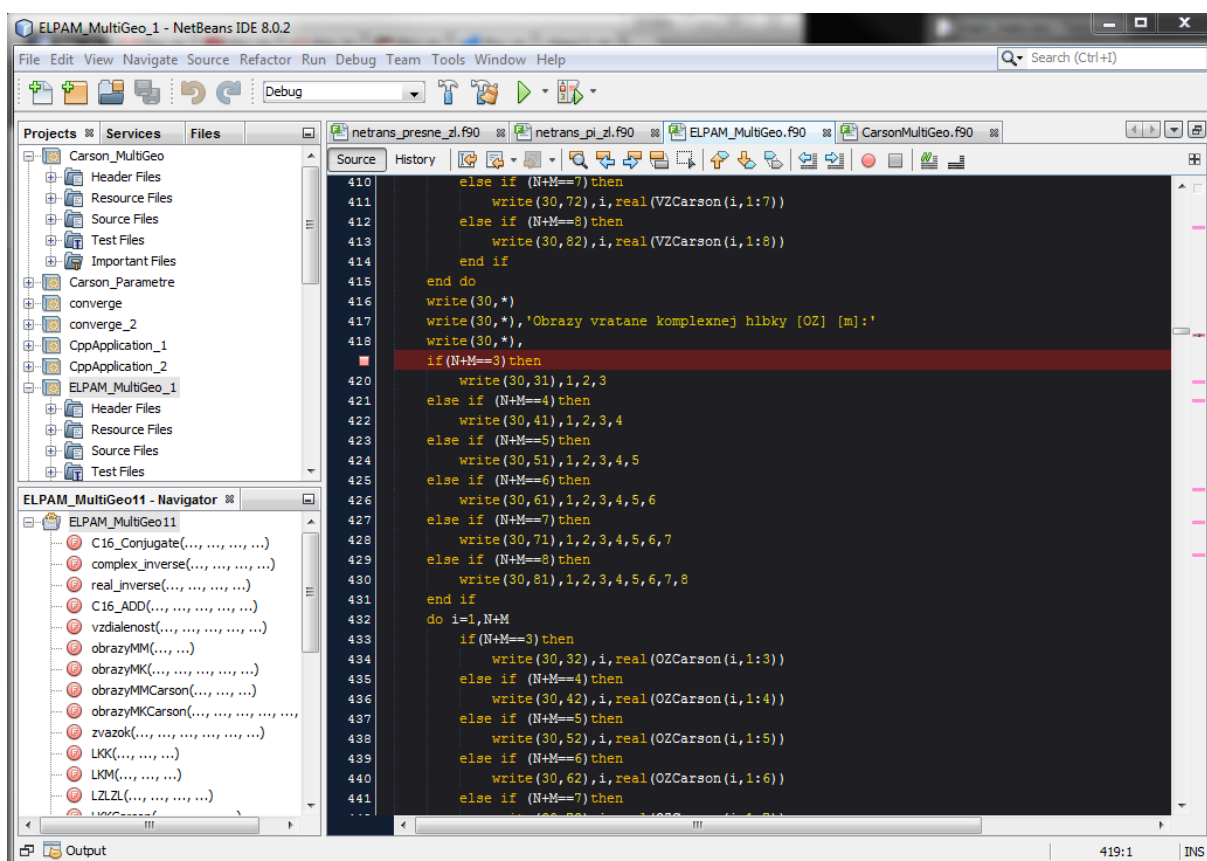 ELPAM_MultiGeo_1 - NetBeans IDE 8.0.2
File Edit View Navigate Source Refactor Run Debug Team Tools Window Help
Search (Ctrl+I)
Debug
Projects Services Files
Carson_MultiGeo
Header Files
Resource Files
Source Files
Test Files
Important Files
Carson_Parametre
converge
converge_2
CppApplication_1
CppApplication_2
ELPAM_MultiGeo_1
Header Files
Resource Files
Source Files
Test Files
ELPAM_MultiGeo11 - Navigator
ELPAM_MultiGeo11
C16_Conjugate(..., ..., ..., ...)
complex_inverse(..., ..., ...)
real_inverse(..., ..., ...)
C16_ADD(..., ..., ..., ...)
vzdialenost(..., ..., ..., ...)
obrazyMM(..., ...)
obrazyMK(..., ..., ..., ...)
obrazyMMCarson(..., ..., ...)
obrazyMKCarson(..., ..., ..., ...,
zvazok(..., ..., ..., ..., ...)
LKK(..., ..., ...)
LKM(..., ..., ...)
LZLZL(..., ..., ..., ...)
netrans_presne_zl.f90 netrans_pi_zl.f90 ELPAM_MultiGeo.f90 CarsonMultiGeo.f90
Source History
410 else if (N+M==7)then
411 write(30,72),i,real(VZCarson(i,1:7))
412 else if (N+M==8)then
413 write(30,82),i,real(VZCarson(i,1:8))
414 end if
415 end do
416 write(30,*)
417 write(30,*),'Obrazy vratane komplexnej hlbky [OZ] [m]:'
418 write(30,*),
if(N+M==3)then
420 write(30,31),1,2,3
421 else if (N+M==4)then
422 write(30,41),1,2,3,4
423 else if (N+M==5)then
424 write(30,51),1,2,3,4,5
425 else if (N+M==6)then
426 write(30,61),1,2,3,4,5,6
427 else if (N+M==7)then
428 write(30,71),1,2,3,4,5,6,7
429 else if (N+M==8)then
430 write(30,81),1,2,3,4,5,6,7,8
431 end if
432 do i=1,N+M
433 if(N+M==3)then
434 write(30,32),i,real(OZCarson(i,1:3))
435 else if (N+M==4)then
436 write(30,42),i,real(OZCarson(i,1:4))
437 else if (N+M==5)then
438 write(30,52),i,real(OZCarson(i,1:5))
439 else if (N+M==6)then
440 write(30,62),i,real(OZCarson(i,1:6))
441 else if (N+M==7)then
Output
419:1 INS